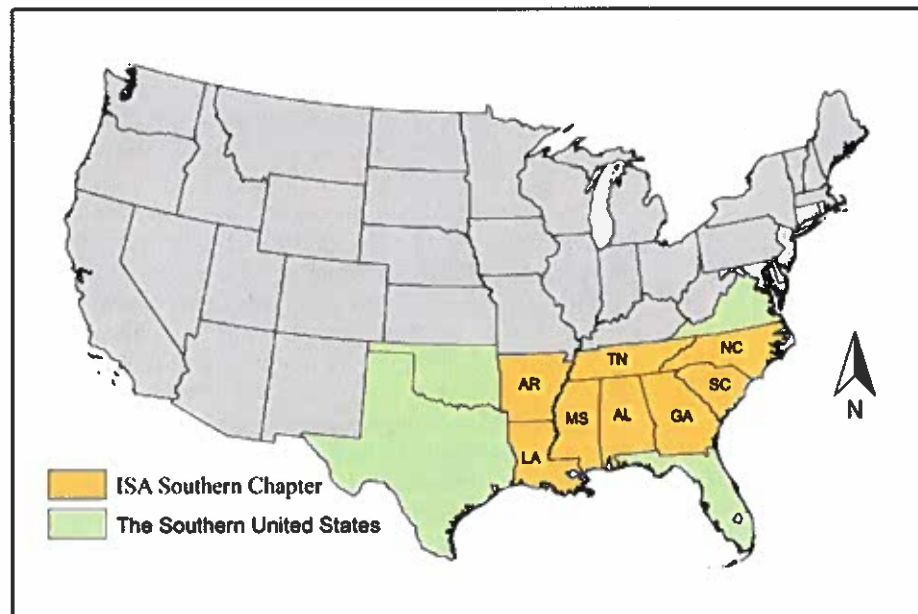 TN
NC
AR
SC
MS
AL
GA
LA
N
ISA Southern Chapter
The Southern United States